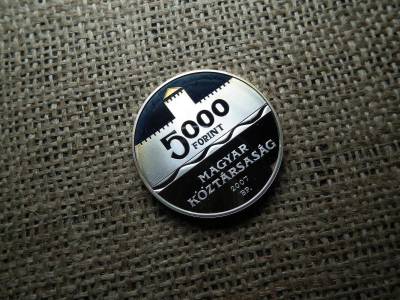 5000
FORINT
MAGYAR
KÖZTÁRSASÁG
2007
BP.